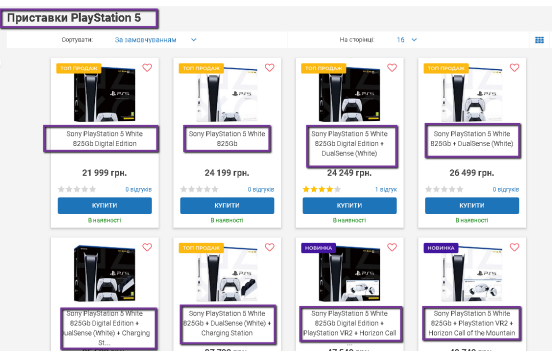 Приставки PlayStation 5
Сортувати: За замовчуванням На сторінці: 16
ТОП ПРОДАЖ ТОП ПРОДАЖ ТОП ПРОДАЖ ТОП ПРОДАЖ
Sony PlayStation 5 White
825Gb Digital Edition
Sony PlayStation 5 White
825Gb
Sony PlayStation 5 White
825Gb Digital Edition +
DualSense (White)
Sony PlayStation 5 White
825Gb + DualSense (White)
21 999 грн. 24 199 грн. 24 249 грн. 26 499 грн.
0 відгуків 0 відгуків 1 відгук 0 відгуків
КУПИТИ КУПИТИ КУПИТИ КУПИТИ
В наявності В наявності В наявності В наявності
ТОП ПРОДАЖ НОВИНКА НОВИНКА
Sony PlayStation 5 White
825Gb Digital Edition +
DualSense (White) + Charging
St...
Sony PlayStation 5 White
825Gb + DualSense (White) +
Charging Station
Sony PlayStation 5 White
825Gb Digital Edition +
PlayStation VR2 + Horizon Call
Sony PlayStation 5 White
825Gb + PlayStation VR2 +
Horizon Call of the Mountain